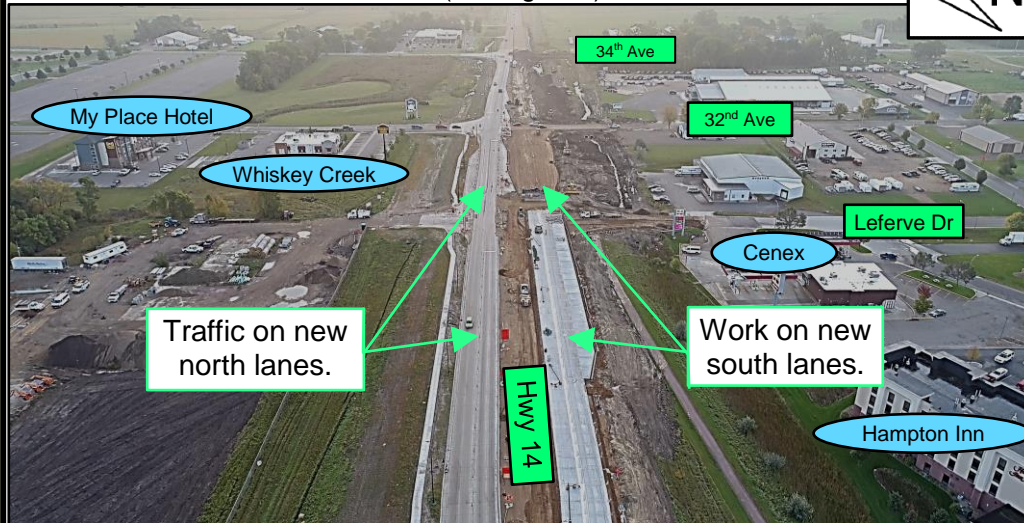 N
34th Ave
My Place Hotel
32nd Ave
Whiskey Creek
Leferve Dr
Cenex
Traffic on new
north lanes.
Work on new
south lanes.
Hwy 14
Hampton Inn